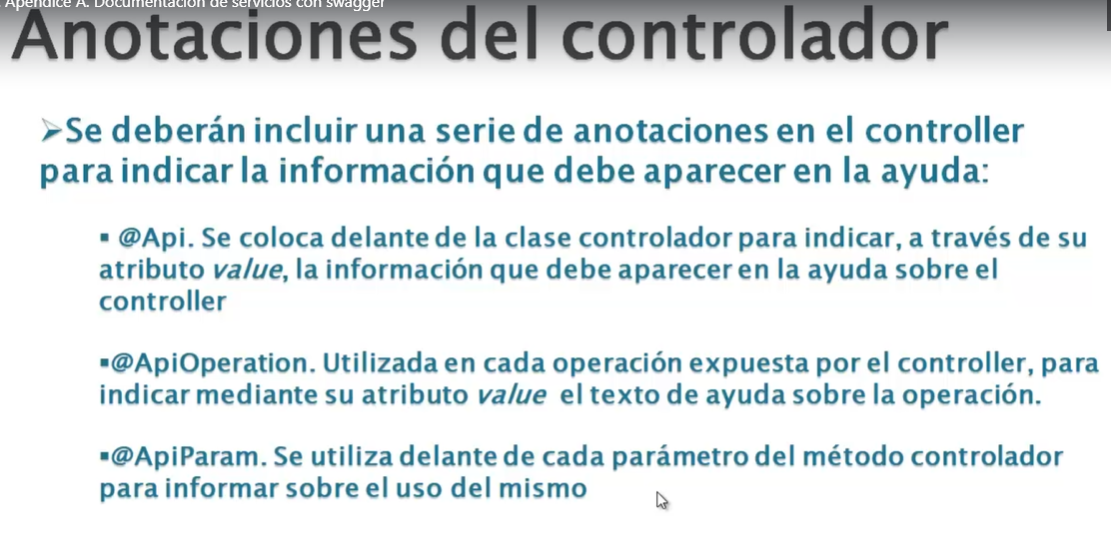 Apéndice A. Documentación de servicios con swagger
Anotaciones del controlador
➢Se deberán incluir una serie de anotaciones en el controller
para indicar la información que debe aparecer en la ayuda:
▪ @Api. Se coloca delante de la clase controlador para indicar, a través de su
atributo value, la información que debe aparecer en la ayuda sobre el
controller
▪@ApiOperation. Utilizada en cada operación expuesta por el controller, para
indicar mediante su atributo value el texto de ayuda sobre la operación.
▪@ApiParam. Se utiliza delante de cada parámetro del método controlador
para informar sobre el uso del mismo